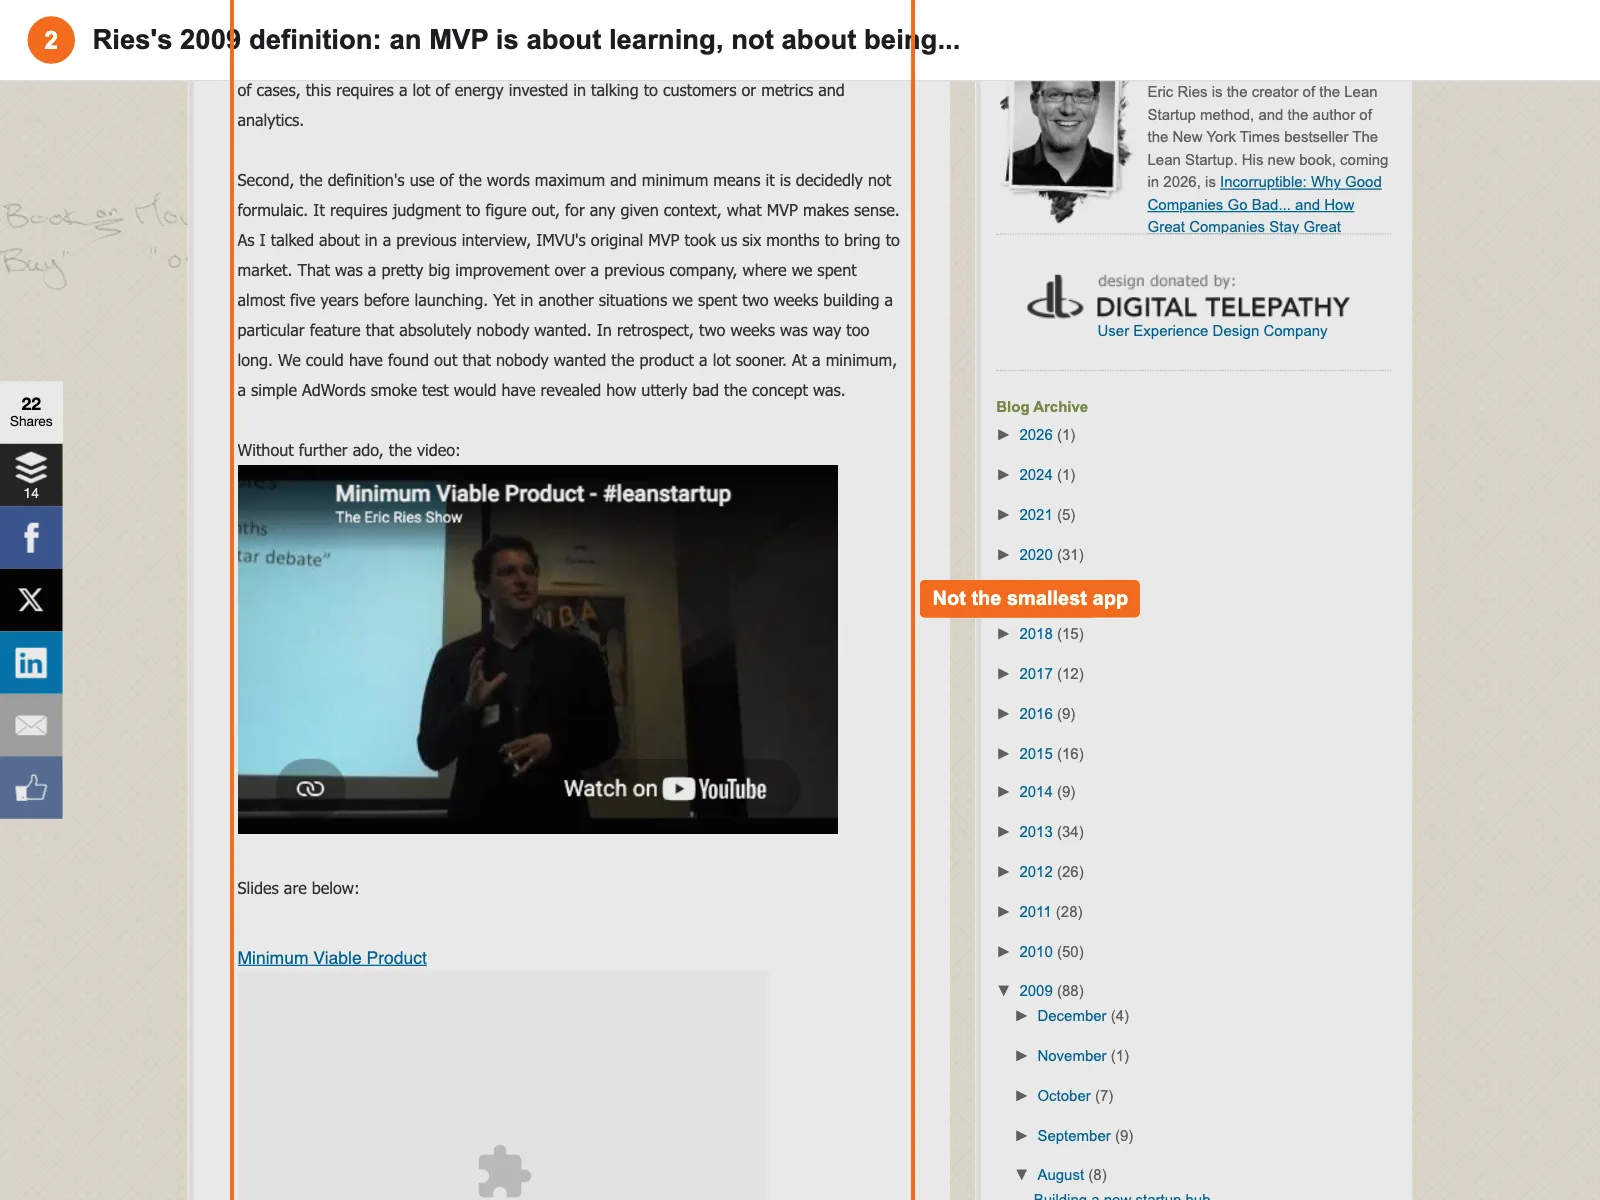 2
Ries's 2009 definition: an MVP is about learning, not about being...
of cases, this requires a lot of energy invested in talking to customers or metrics and
analytics.
Second, the definition's use of the words maximum and minimum means it is decidedly not
formulaic. It requires judgment to figure out, for any given context, what MVP makes sense.
As I talked about in a previous interview, IMVU's original MVP took us six months to bring to
market. That was a pretty big improvement over a previous company, where we spent
almost five years before launching. Yet in another situations we spent two weeks building a
particular feature that absolutely nobody wanted. In retrospect, two weeks was way too
long. We could have found out that nobody wanted the product a lot sooner. At a minimum,
a simple AdWords smoke test would have revealed how utterly bad the concept was.
Without further ado, the video:
Minimum Viable Product - #leanstartup
The Eric Ries Show
ths
tar debate"
Watch on YouTube
Slides are below:
Minimum Viable Product
Book or
Buy"
22
Shares
14
Eric Ries is the creator of the Lean
Startup method, and the author of
the New York Times bestseller The
Lean Startup. His new book, coming
in 2026, is Incorruptible: Why Good
Companies Go Bad... and How
Great Companies Stay Great
design donated by:
DIGITAL TELEPATHY
User Experience Design Company
Blog Archive
► 2026 (1)
► 2024 (1)
► 2021 (5)
► 2020 (31)
Not the smallest app
► 2018 (15)
► 2017 (12)
► 2016 (9)
► 2015 (16)
► 2014 (9)
► 2013 (34)
► 2012 (26)
► 2011 (28)
► 2010 (50)
▼ 2009 (88)
► December (4)
► November (1)
► October (7)
► September (9)
▼ August (8)
Building a new startup hub